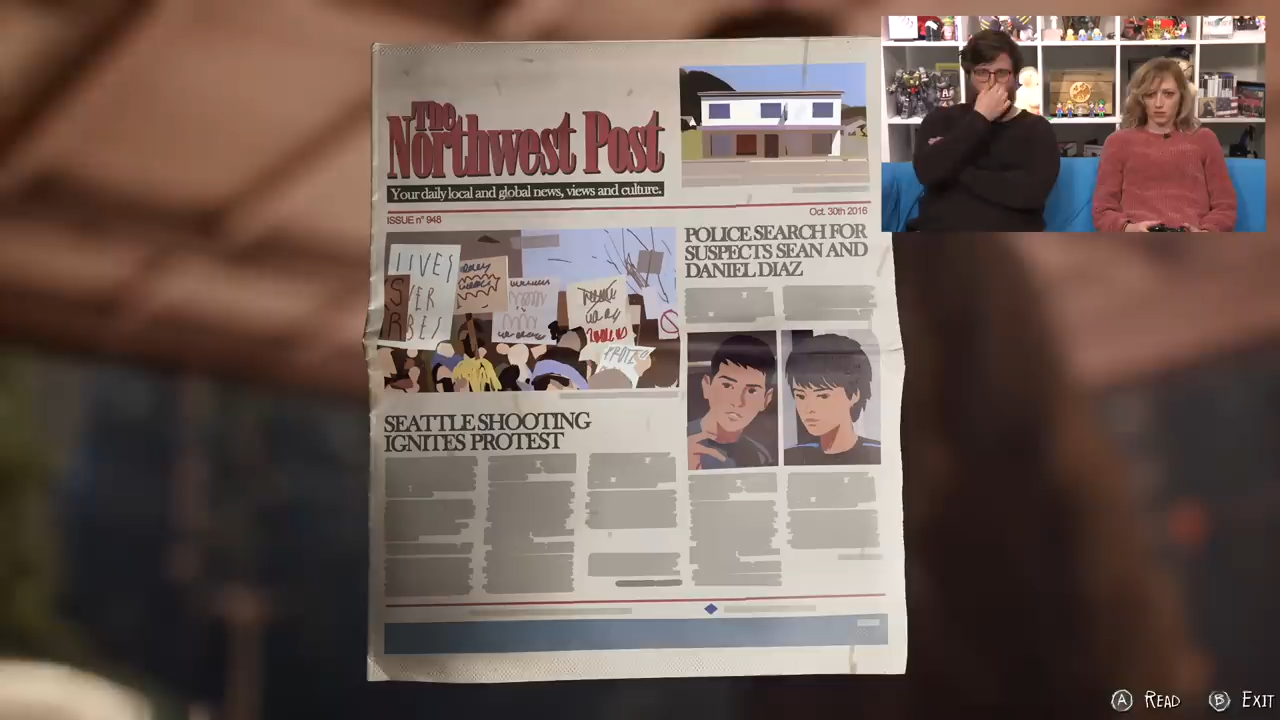 The
Northwest Post
Your daily local and global news, views and culture.
ISSUE n° 948
Oct. 30th 2016
POLICE SEARCH FOR
SUSPECTS SEAN AND
DANIEL DIAZ
LIVES
SEATTLE SHOOTING
IGNITES PROTEST
A READ B EXIT